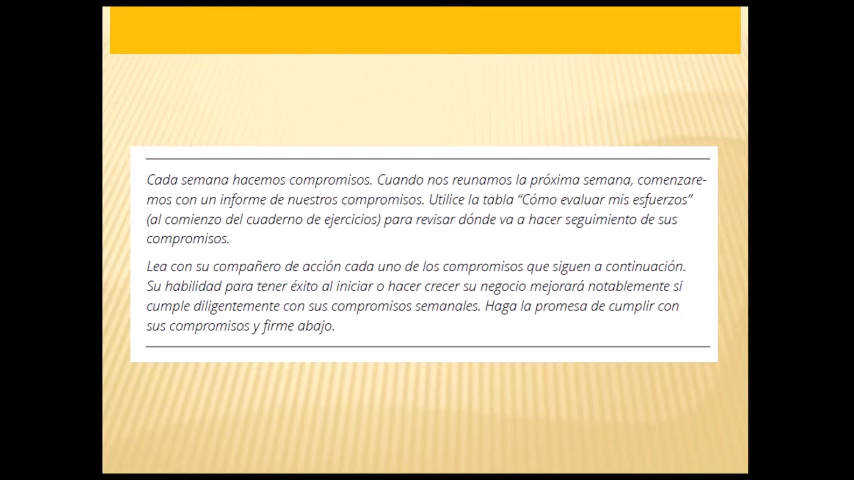 Cada semana hacemos compromisos. Cuando nos reunamos la próxima semana, comenzare-
mos con un informe de nuestros compromisos. Utilice la tabla “Cómo evaluar mis esfuerzos”
(al comienzo del cuaderno de ejercicios) para revisar dónde va a hacer seguimiento de sus
compromisos.
Lea con su compañero de acción cada uno de los compromisos que siguen a continuación.
Su habilidad para tener éxito al iniciar o hacer crecer su negocio mejorará notablemente si
cumple diligentemente con sus compromisos semanales. Haga la promesa de cumplir con
sus compromisos y firme abajo.